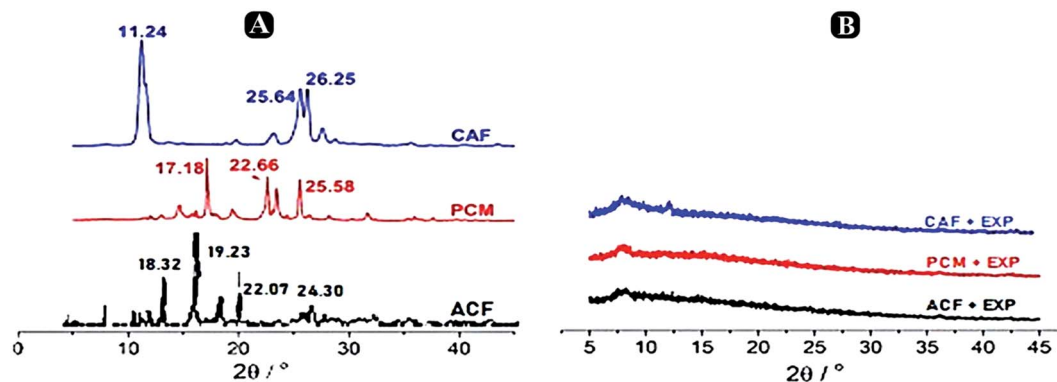 A
11.24
25.64
26.25
CAF
17.18
22.66
25.58
PCM
18.32
19.23
22.07
24.30
ACF
0
10
20
30
40
2θ / °
B
CAF + EXP
PCM + EXP
ACF + EXP
5
10
15
20
25
30
35
40
45
2θ / °